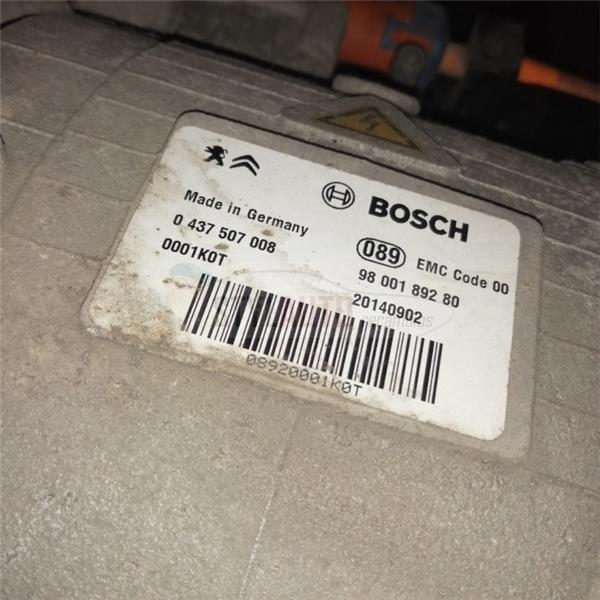 BOSCH
Made in Germany
0 437 507 008
0001K0T
089 EMC Code 00
98 001 892 80
20140902
08920001K0T